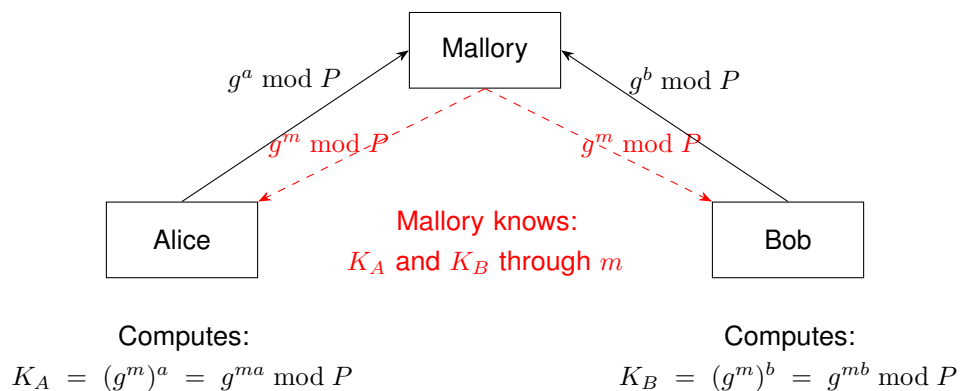 Mallory
g^a mod P
g^b mod P
g^m mod P
g^m mod P
Alice
Mallory knows:
K_A and K_B through m
Bob
Computes:
K_A = (g^m)^a = g^{ma} mod P
Computes:
K_B = (g^m)^b = g^{mb} mod P